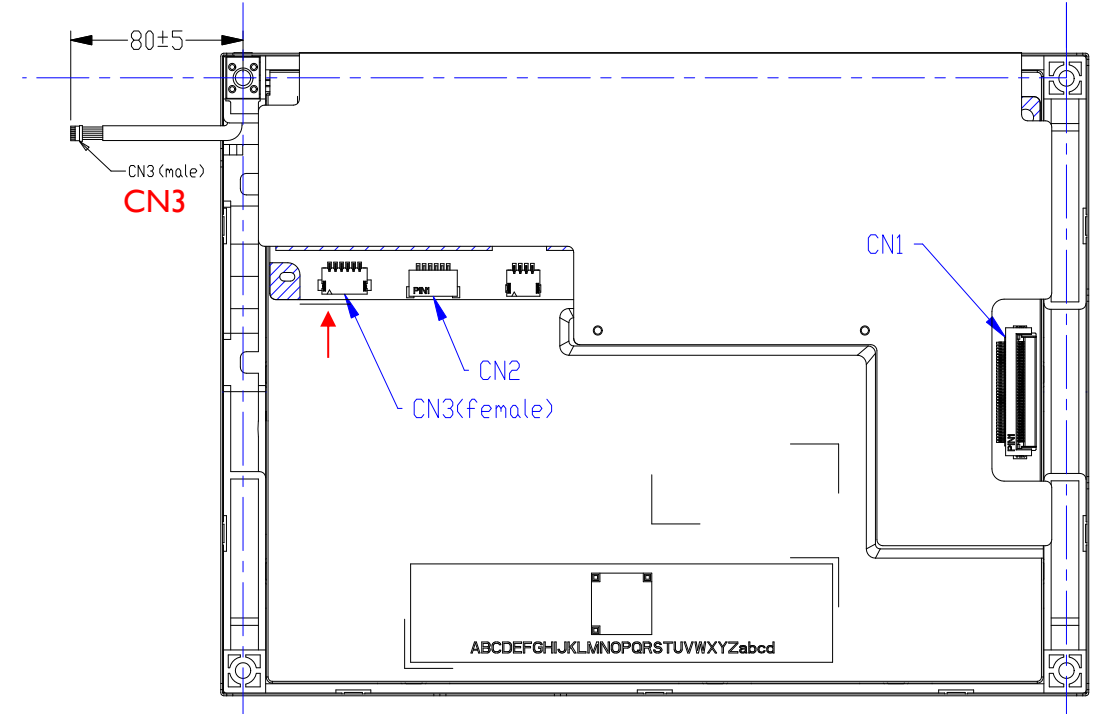 80±5
CN3(male)
CN3
CN1
PIN1
CN2
CN3(female)
PIN1
ABCDEFGHIJKLMNOPQRSTUVWXYZabcd